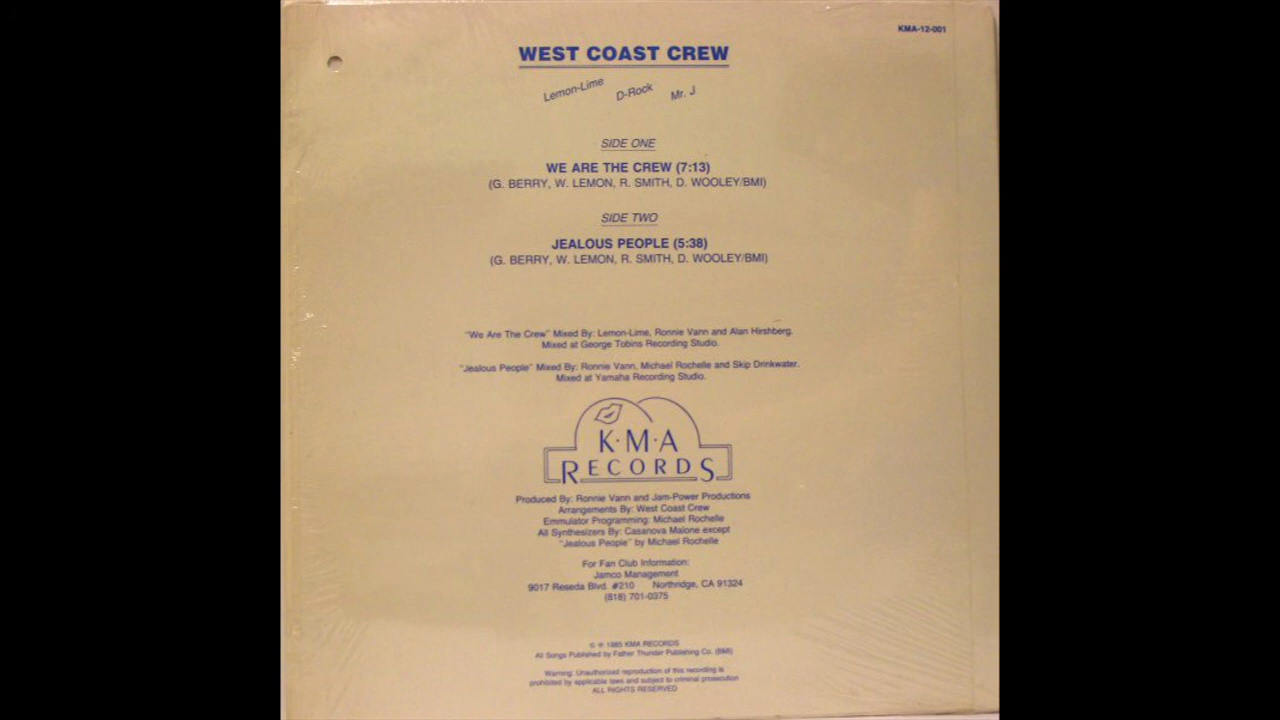 KMA-12-001
WEST COAST CREW
Lemon-Lime D-Rock Mr. J
SIDE ONE
WE ARE THE CREW (7:13)
(G. BERRY, W. LEMON, R. SMITH, D. WOOLEY/BMI)
SIDE TWO
JEALOUS PEOPLE (5:38)
(G. BERRY, W. LEMON, R. SMITH, D. WOOLEY/BMI)
"We Are The Crew" Mixed By: Lemon-Lime, Ronnie Vann and Alan Hirshberg.
Mixed at George Tobins Recording Studio.
"Jealous People" Mixed By: Ronnie Vann, Michael Rochelle and Skip Drinkwater.
Mixed at Yamaha Recording Studio.
K·M·A
RECORDS
Produced By: Ronnie Vann and Jam-Power Productions
Arrangements By: West Coast Crew
Emmulator Programming: Michael Rochelle
All Synthesizers By: Casanova Malone except
"Jealous People" by Michael Rochelle
For Fan Club Information:
Jamco Management
9017 Reseda Blvd. #210 Northridge, CA 91324
(818) 701-0375
© ℗ 1985 KMA RECORDS
All Songs Published by Father Thunder Publishing Co. (BMI)
Warning: Unauthorized reproduction of this recording is
prohibited by applicable laws and subject to criminal prosecution
ALL RIGHTS RESERVED